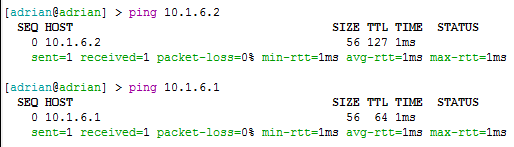 [adrian@adrian] > ping 10.1.6.2
SEQ HOST SIZE TTL TIME STATUS
0 10.1.6.2 56 127 1ms
sent=1 received=1 packet-loss=0% min-rtt=1ms avg-rtt=1ms max-rtt=1ms
[adrian@adrian] > ping 10.1.6.1
SEQ HOST SIZE TTL TIME STATUS
0 10.1.6.1 56 64 1ms
sent=1 received=1 packet-loss=0% min-rtt=1ms avg-rtt=1ms max-rtt=1ms